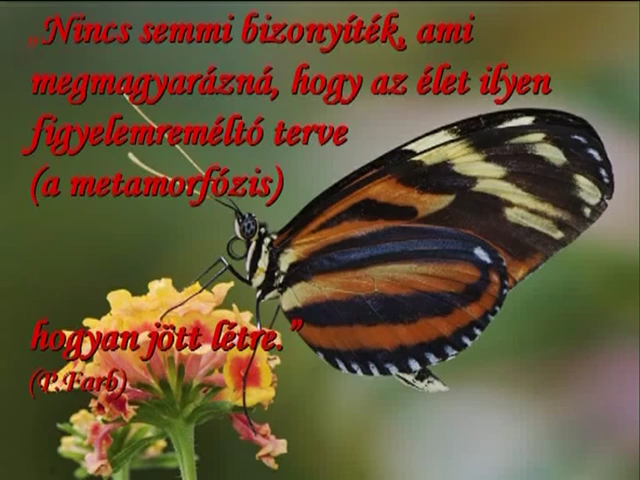 „Nincs semmi bizonyíték, ami
megmagyarázná, hogy az élet ilyen
figyelemreméltó terve
(a metamorfózis)
hogyan jött létre.”
(P.Farb)